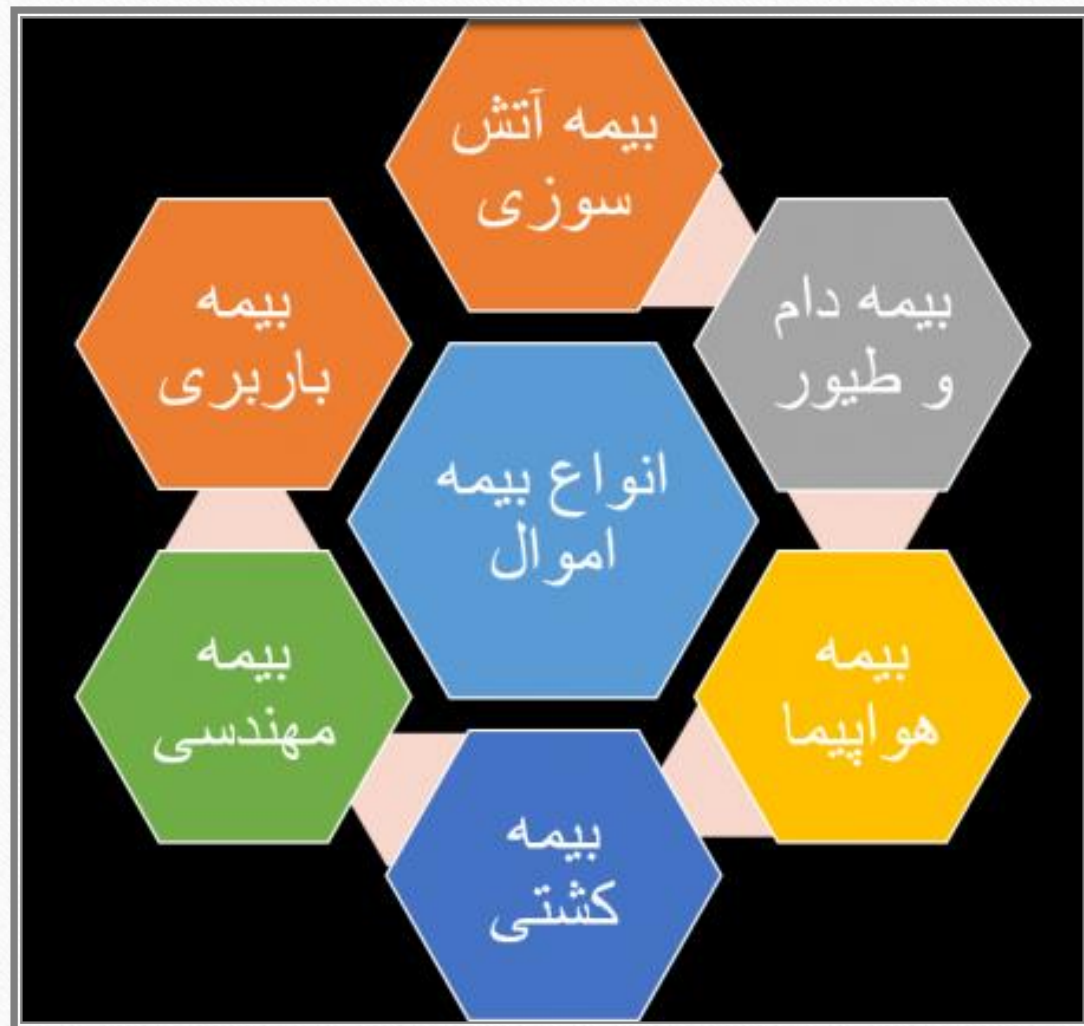 بیمه آتش
سوزی
بیمه دام
و طیور
بیمه
هواپیما
بیمه
کشتی
بیمه
مهندسی
بیمه
باربری
انواع بیمه
اموال